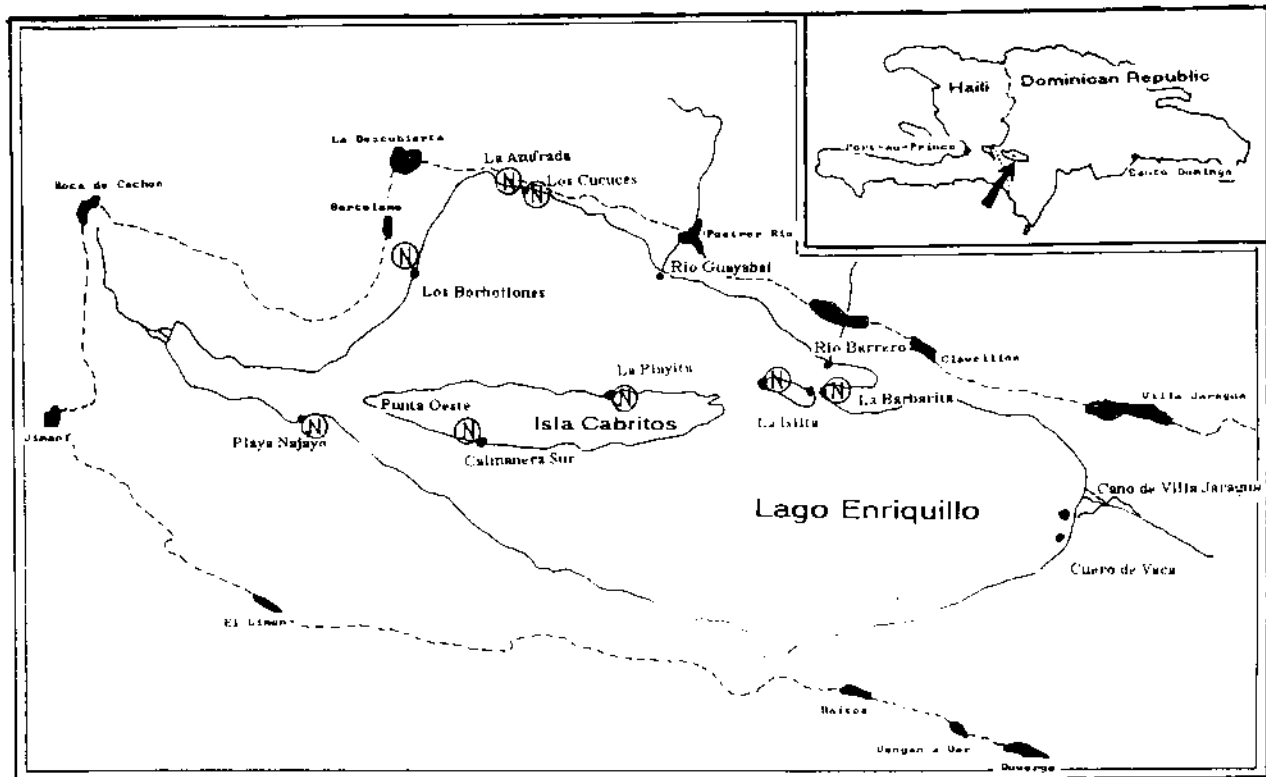 Haiti
Dominican Republic
Port-au-Prince
Santo Domingo
La Descubierta
La Azufrada
N
N
Los Cucuces
Boca de Cachon
Bartolome
N
Postrer Rio
Rio Guayabal
Los Borbollones
Rio Barrero
Clavellina
La Playita
N
N
N
La Barbarita
La Isilta
Villa Jaragua
Punta Oeste
Isla Cabritos
N
N
Jimani
Playa Najayo
Caimanera Sur
Cano de Villa Jaragua
Lago Enriquillo
Cuero de Vaca
El Limon
Baitoa
Vengan a Ver
Duverge